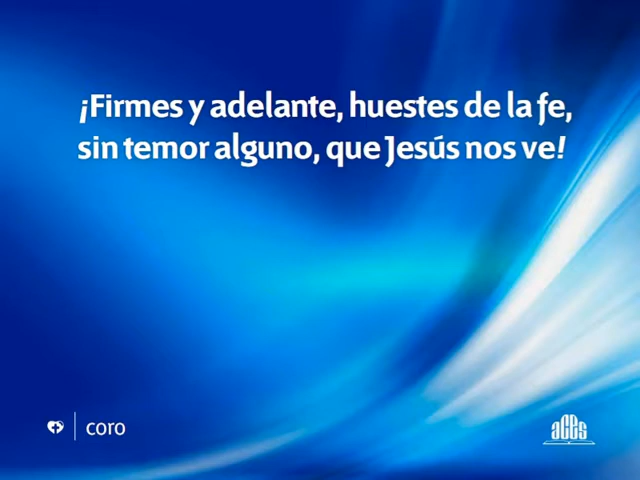 ¡Firmes y adelante, huestes de la fe,
sin temor alguno, que Jesús nos ve!
coro
aces